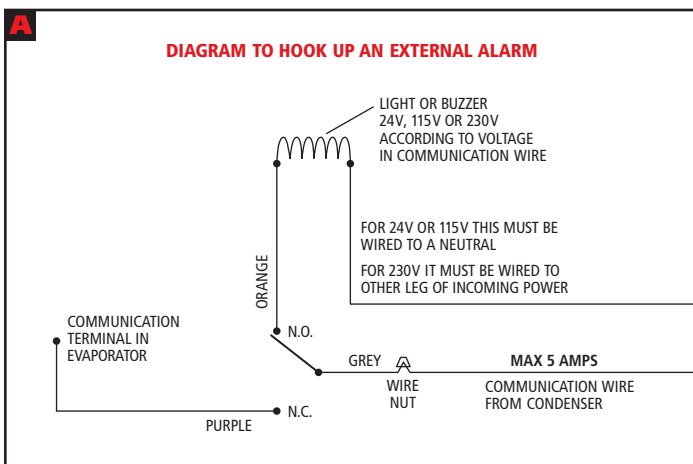 A
DIAGRAM TO HOOK UP AN EXTERNAL ALARM
LIGHT OR BUZZER
24V, 115V OR 230V
ACCORDING TO VOLTAGE
IN COMMUNICATION WIRE
FOR 24V OR 115V THIS MUST BE
WIRED TO A NEUTRAL
FOR 230V IT MUST BE WIRED TO
OTHER LEG OF INCOMING POWER
ORANGE
COMMUNICATION
TERMINAL IN
EVAPORATOR
N.O.
GREY
WIRE
NUT
MAX 5 AMPS
COMMUNICATION WIRE
FROM CONDENSER
N.C.
PURPLE